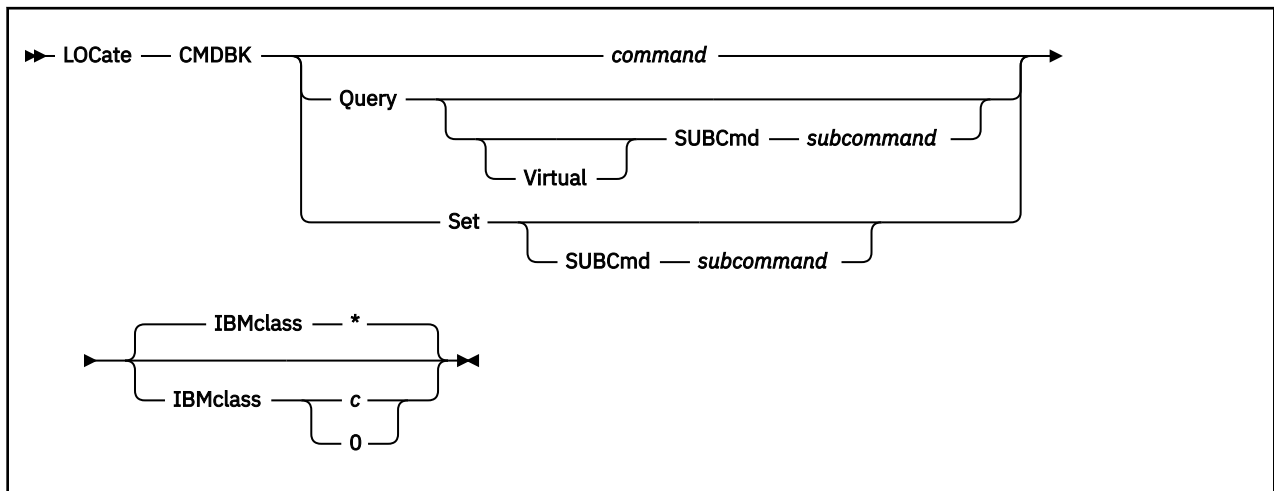 LOCate CMDBK command
Query
SUBCmd subcommand
Virtual
Set
SUBCmd subcommand
IBMclass *
IBMclass c
0